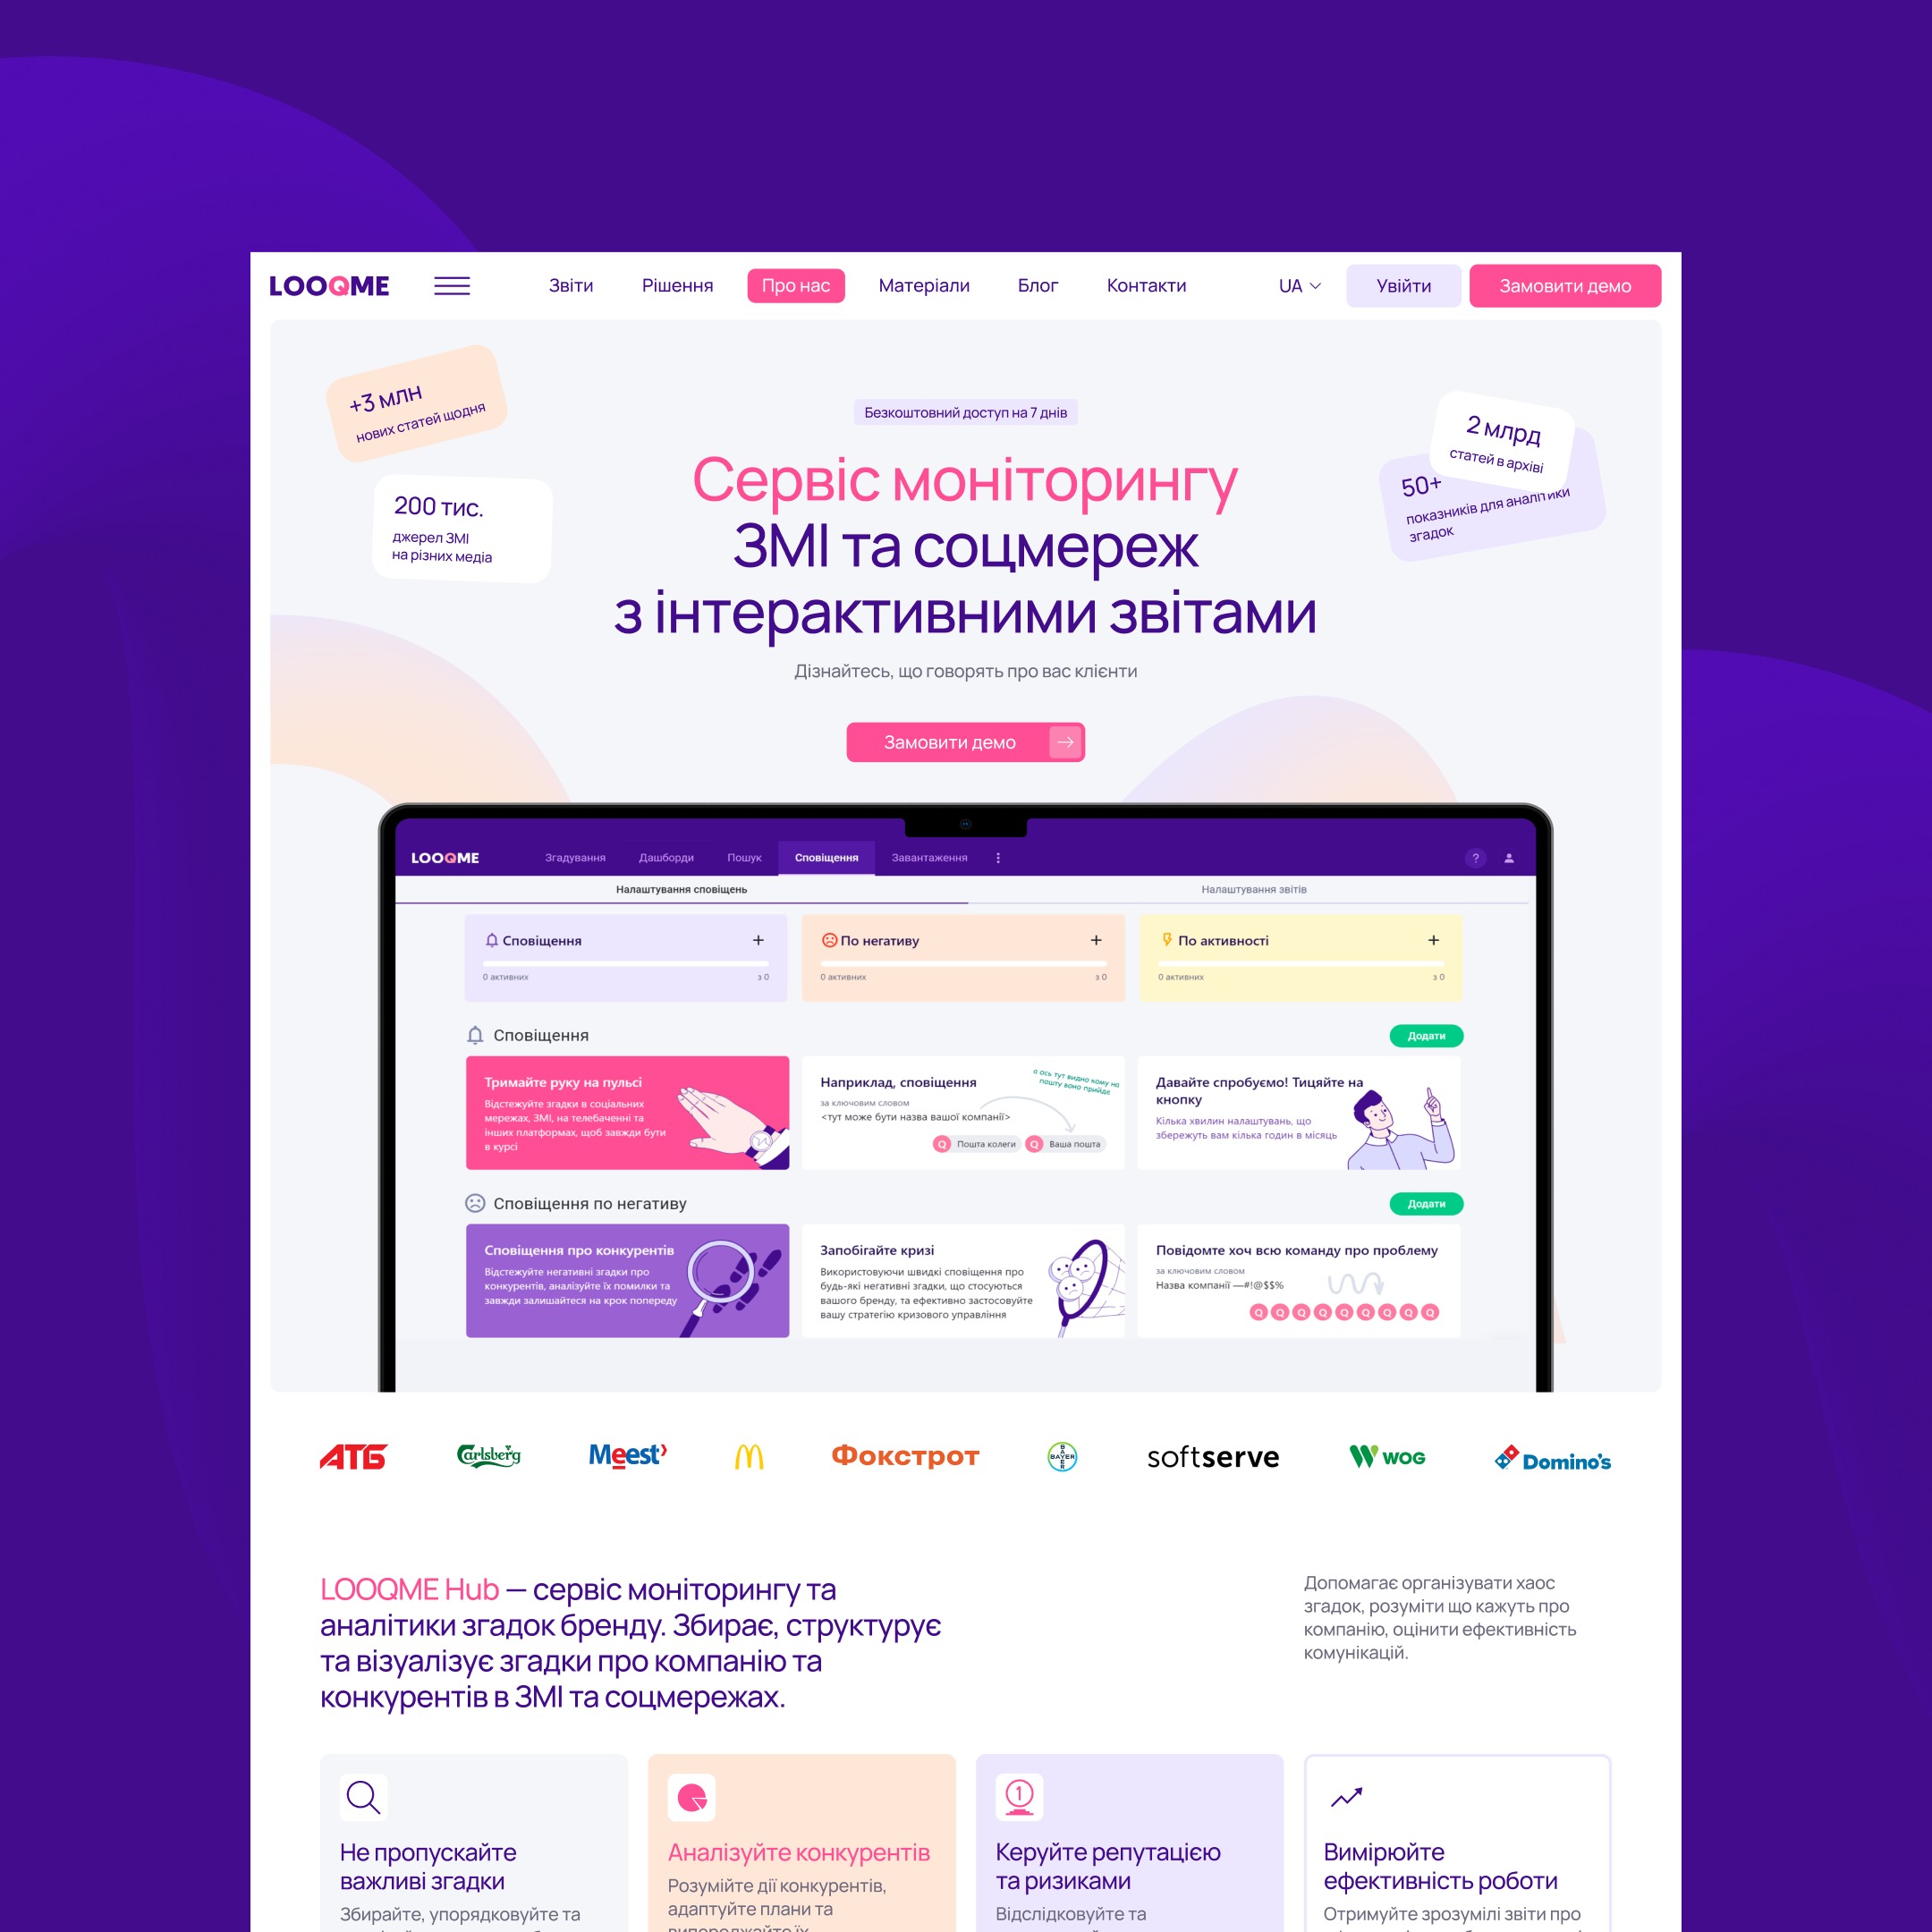 LOOQME
Звіти
Рішення
Про нас
Матеріали
Блог
Контакти
UA
Увійти
Замовити демо
+3 млн
нових статей щодня
200 тис.
джерел ЗМІ
на різних медіа
Безкоштовний доступ на 7 днів
Сервіс моніторингу
ЗМІ та соцмереж
з інтерактивними звітами
Дізнайтесь, що говорять про вас клієнти
Замовити демо
2 млрд
статей в архіві
50+
показників для аналітики
згадок
LOOQME
Згадування
Дашборди
Пошук
Сповіщення
Завантаження
?
Налаштування сповіщень
Налаштування звітів
Сповіщення
0 активних
з 0
По негативу
0 активних
з 0
По активності
0 активних
з 0
Сповіщення
Додати
Тримайте руку на пульсі
Відстежуйте згадки в соціальних
мережах, ЗМІ, на телебаченні та
інших платформах, щоб завжди бути
в курсі
Наприклад, сповіщення
за ключовим словом
<тут може бути назва вашої компанії>
а ось тут видно кому на
пошту воно прийде
Q Пошта колеги
Q Ваша пошта
Давайте спробуємо! Тицяйте на
кнопку
Кілька хвилин налаштувань, що
збережуть вам кілька годин в місяць
Сповіщення по негативу
Додати
Сповіщення про конкурентів
Відстежуйте негативні згадки про
конкурентів, аналізуйте їх помилки та
завжди залишайтеся на крок попереду
Запобігайте кризі
Використовуючи швидкі сповіщення про
будь-які негативні згадки, що стосуються
вашого бренду, та ефективно застосовуйте
вашу стратегію кризового управління
Повідомте хоч всю команду про проблему
за ключовим словом
Назва компанії —#!@$$%
Q Q Q Q Q Q Q Q Q
АТБ
Carlsberg
Meest
Фокстрот
BAYER
BAYER
softserve
WOG
Domino's
LOOQME Hub — сервіс моніторингу та
аналітики згадок бренду. Збирає, структурує
та візуалізує згадки про компанію та
конкурентів в ЗМІ та соцмережах.
Допомагає організувати хаос
згадок, розуміти що кажуть про
компанію, оцінити ефективність
комунікацій.
Не пропускайте
важливі згадки
Збирайте, упорядковуйте та
Аналізуйте конкурентів
Розумійте дії конкурентів,
адаптуйте плани та
випереджайте їх
1
Керуйте репутацією
та ризиками
Відслідковуйте та
Вимірюйте
ефективність роботи
Отримуйте зрозумілі звіти про